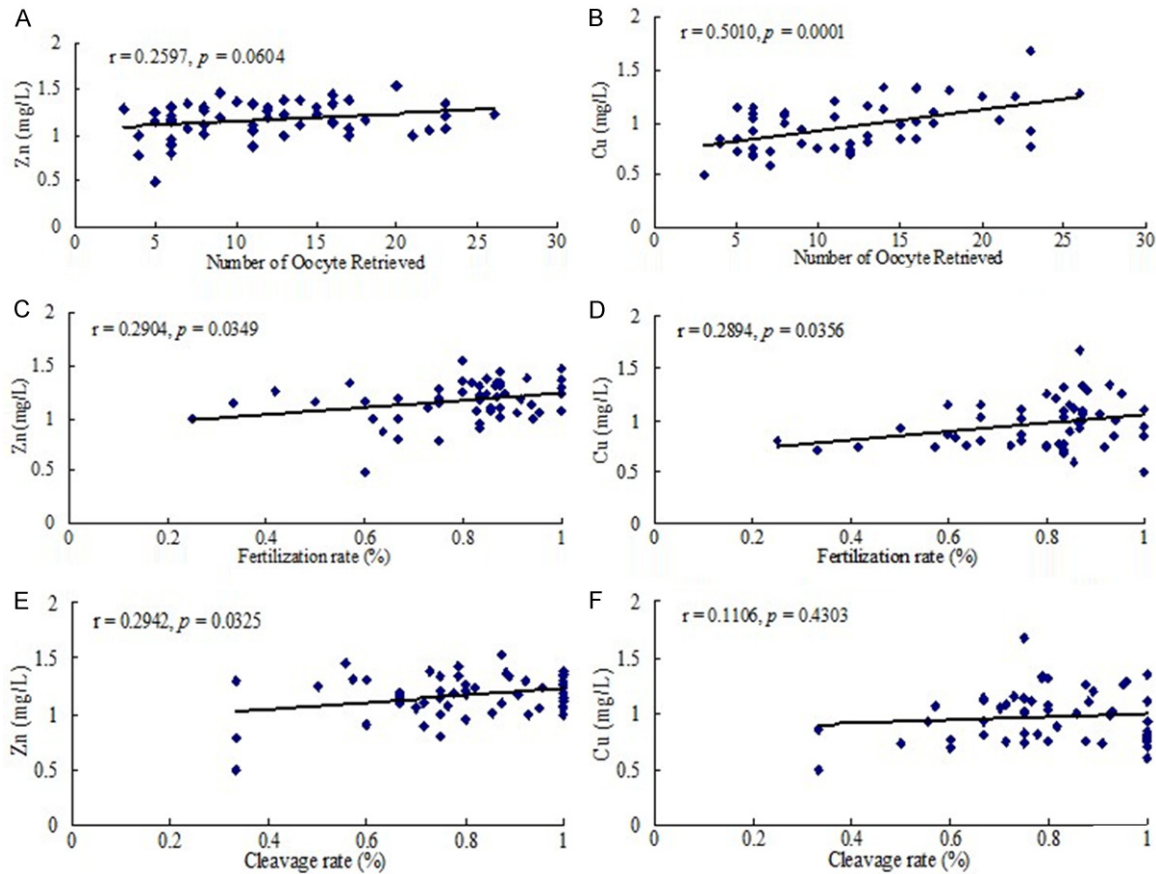 A
r = 0.2597, p = 0.0604
Zn (mg/L)
2
1.5
1
0.5
0
0 5 10 15 20 25 30
Number of Oocyte Retrieved
B
r = 0.5010, p = 0.0001
Cu (mg/L)
2
1.5
1
0.5
0
0 5 10 15 20 25 30
Number of Oocyte Retrieved
C
r = 0.2904, p = 0.0349
Zn (mg/L)
2
1.5
1
0.5
0
0 0.2 0.4 0.6 0.8 1
Fertilization rate (%)
D
r = 0.2894, p = 0.0356
Cu (mg/L)
2
1.5
1
0.5
0
0 0.2 0.4 0.6 0.8 1
Fertilization rate (%)
E
r = 0.2942, p = 0.0325
Zn (mg/L)
2
1.5
1
0.5
0
0 0.2 0.4 0.6 0.8 1
Cleavage rate (%)
F
r = 0.1106, p = 0.4303
Cu (mg/L)
2
1.5
1
0.5
0
0 0.2 0.4 0.6 0.8 1
Cleavage rate (%)